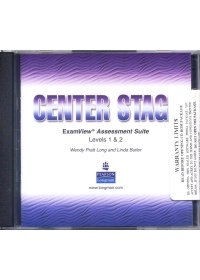 CENTER STAG
ExamView® Assessment Suite
Levels 1 & 2
Wendy Pratt Long and Linda Butler
PEARSON
Longman
www.longman.com
WARRANTY LIMITS